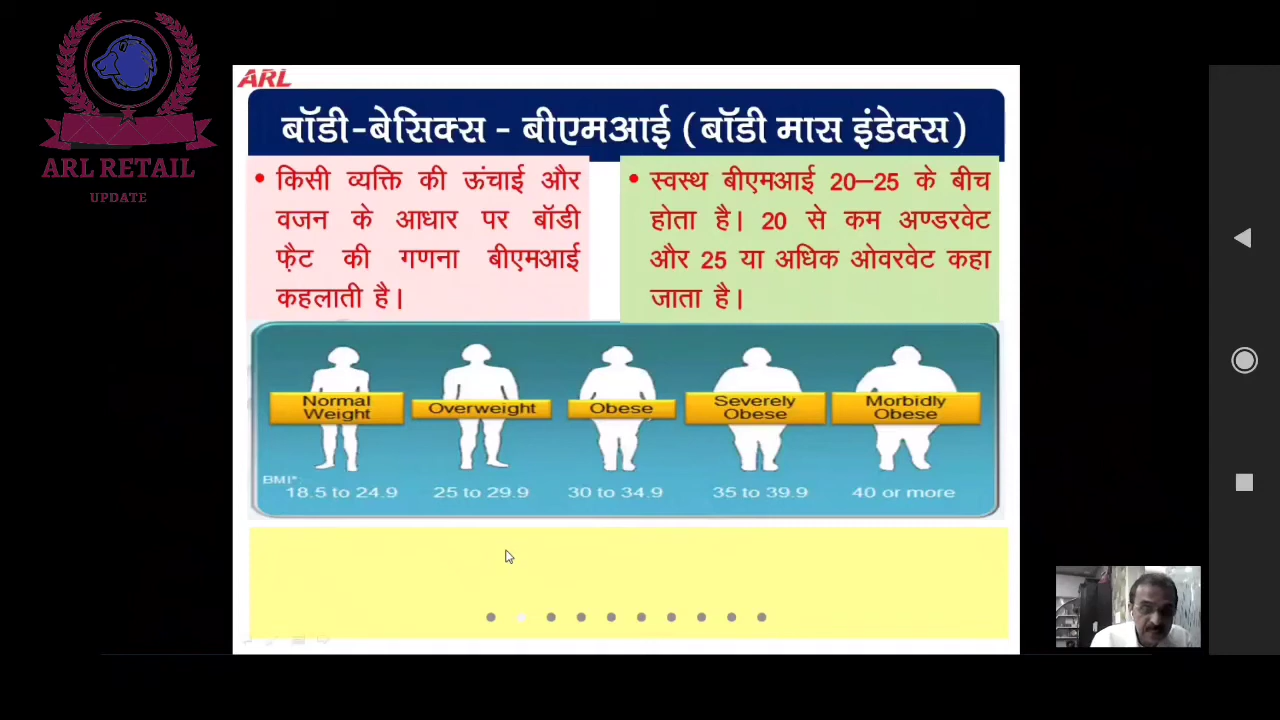 ARL RETAIL
UPDATE
ARL
बॉडी-बेसिक्स - बीएमआई (बॉडी मास इंडेक्स)
• किसी व्यक्ति की ऊंचाई और
वजन के आधार पर बॉडी
फ़ैट की गणना बीएमआई
कहलाती है।
• स्वस्थ बीएमआई 20–25 के बीच
होता है। 20 से कम अण्डरवेट
और 25 या अधिक ओवरवेट कहा
जाता है।
Normal
Weight
Overweight
Obese
Severely
Obese
Morbidly
Obese
BMI*
18.5 to 24.9
25 to 29.9
30 to 34.9
35 to 39.9
40 or more